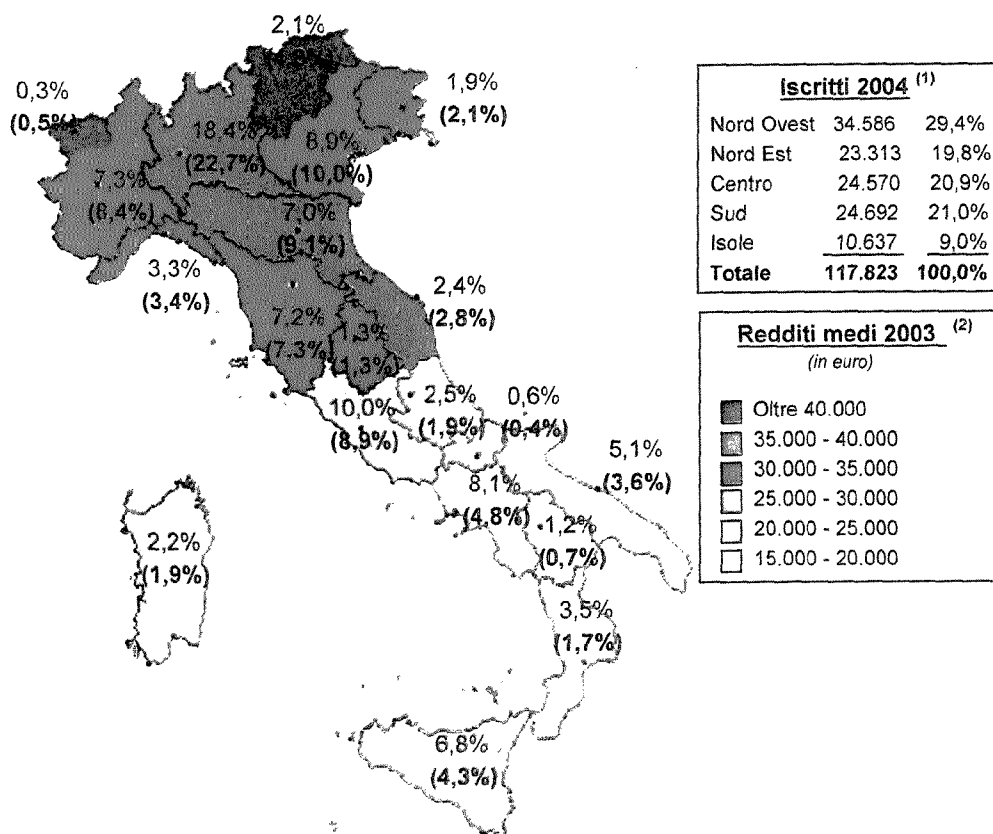 2,1%
0,3%
(0,5%)
1,9%
(2,1%)
18,4%
(22,7%)
8,9%
(10,0%)
7,3%
(8,4%)
7,0%
(9,1%)
3,3%
(3,4%)
2,4%
(2,8%)
7,2%
(7,3%)
1,3%
1,3%)
10,0%
(8,9%)
2,5%
(1,9%)
0,6%
(0,4%)
5,1%
(3,6%)
8,1%
(4,8%)
1,2%
(0,7%)
2,2%
(1,9%)
3,5%
(1,7%)
6,8%
(4,3%)
Iscritti 2004 (1)
Nord Ovest 34.586 29,4%
Nord Est 23.313 19,8%
Centro 24.570 20,9%
Sud 24.692 21,0%
Isole 10.637 9,0%
Totale 117.823 100,0%
Redditi medi 2003 (2)
(in euro)
Oltre 40.000
35.000 - 40.000
30.000 - 35.000
25.000 - 30.000
20.000 - 25.000
15.000 - 20.000